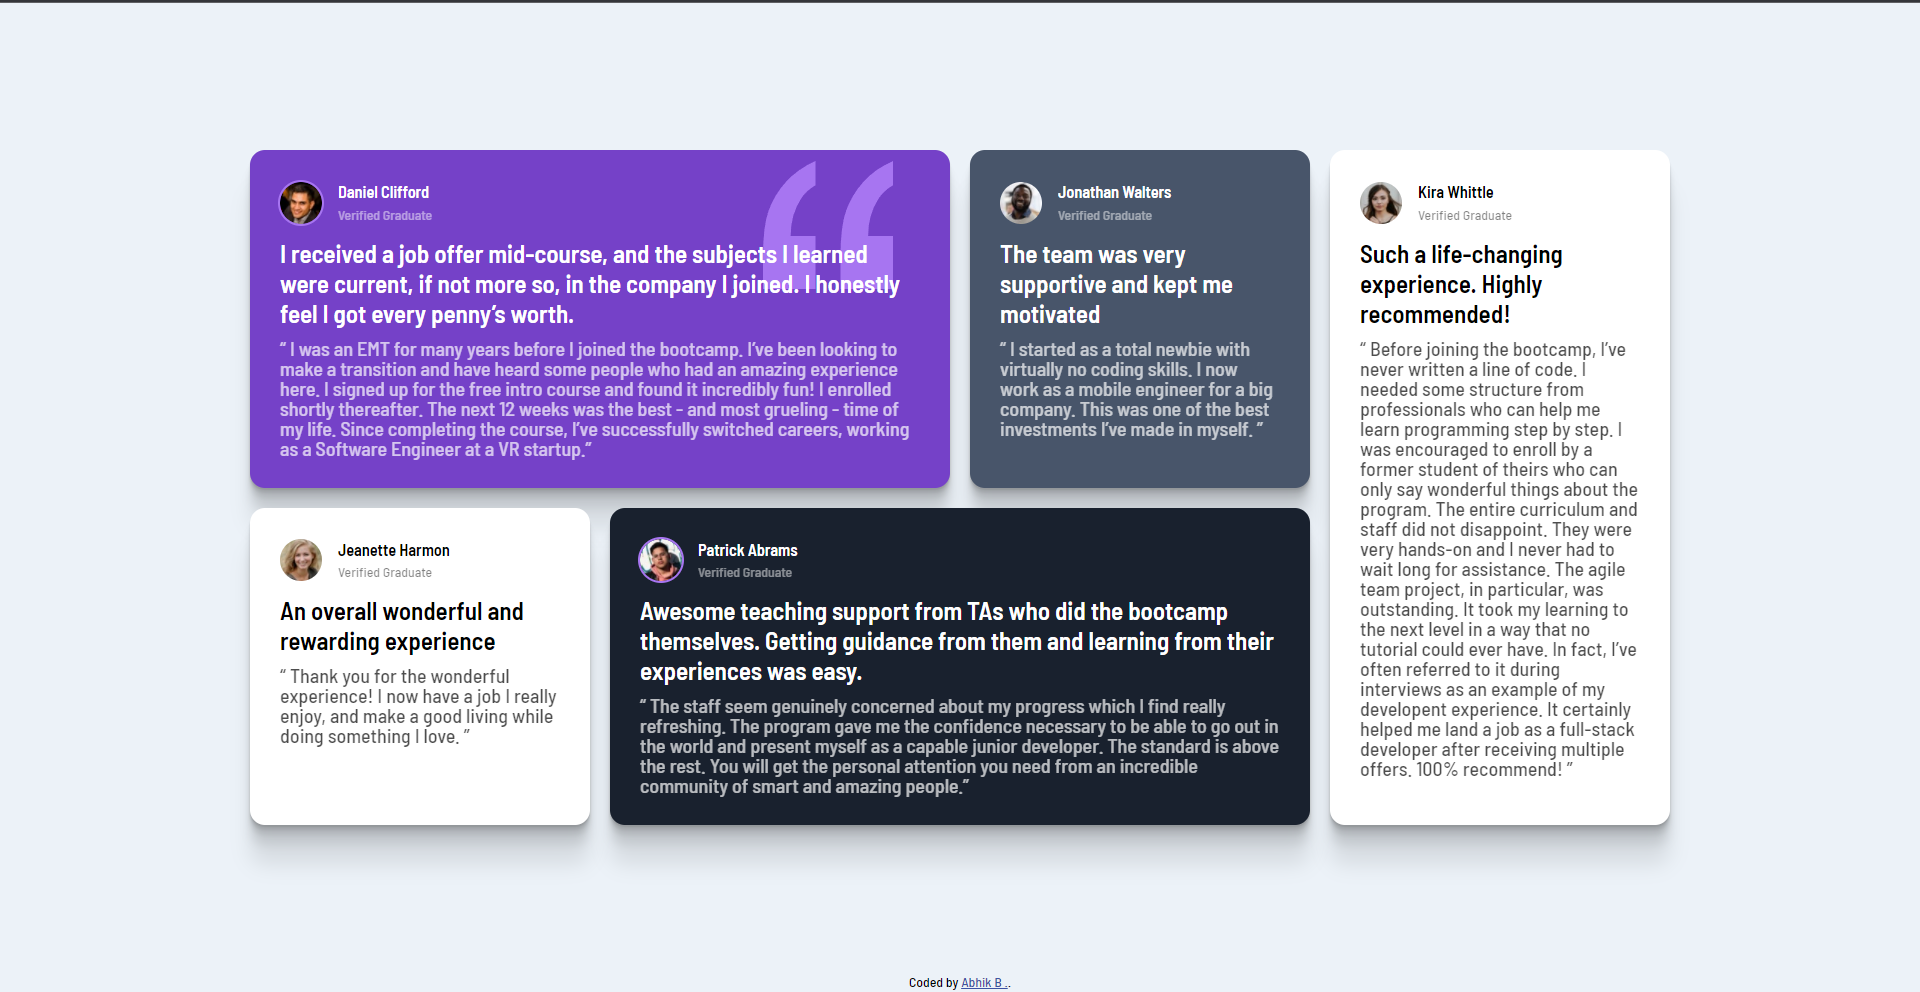 Daniel Clifford
Verified Graduate
I received a job offer mid-course, and the subjects I learned
were current, if not more so, in the company I joined. I honestly
feel I got every penny’s worth.
“ I was an EMT for many years before I joined the bootcamp. I’ve been looking to
make a transition and have heard some people who had an amazing experience
here. I signed up for the free intro course and found it incredibly fun! I enrolled
shortly thereafter. The next 12 weeks was the best - and most grueling - time of
my life. Since completing the course, I’ve successfully switched careers, working
as a Software Engineer at a VR startup.”
Jonathan Walters
Verified Graduate
The team was very
supportive and kept me
motivated
“ I started as a total newbie with
virtually no coding skills. I now
work as a mobile engineer for a big
company. This was one of the best
investments I’ve made in myself. ”
Kira Whittle
Verified Graduate
Such a life-changing
experience. Highly
recommended!
“ Before joining the bootcamp, I’ve
never written a line of code. I
needed some structure from
professionals who can help me
learn programming step by step. I
was encouraged to enroll by a
former student of theirs who can
only say wonderful things about the
program. The entire curriculum and
staff did not disappoint. They were
very hands-on and I never had to
wait long for assistance. The agile
team project, in particular, was
outstanding. It took my learning to
the next level in a way that no
tutorial could ever have. In fact, I’ve
often referred to it during
interviews as an example of my
developent experience. It certainly
helped me land a job as a full-stack
developer after receiving multiple
offers. 100% recommend! ”
Jeanette Harmon
Verified Graduate
An overall wonderful and
rewarding experience
“ Thank you for the wonderful
experience! I now have a job I really
enjoy, and make a good living while
doing something I love. ”
Patrick Abrams
Verified Graduate
Awesome teaching support from TAs who did the bootcamp
themselves. Getting guidance from them and learning from their
experiences was easy.
“ The staff seem genuinely concerned about my progress which I find really
refreshing. The program gave me the confidence necessary to be able to go out in
the world and present myself as a capable junior developer. The standard is above
the rest. You will get the personal attention you need from an incredible
community of smart and amazing people.”
Coded by Abhik B ..